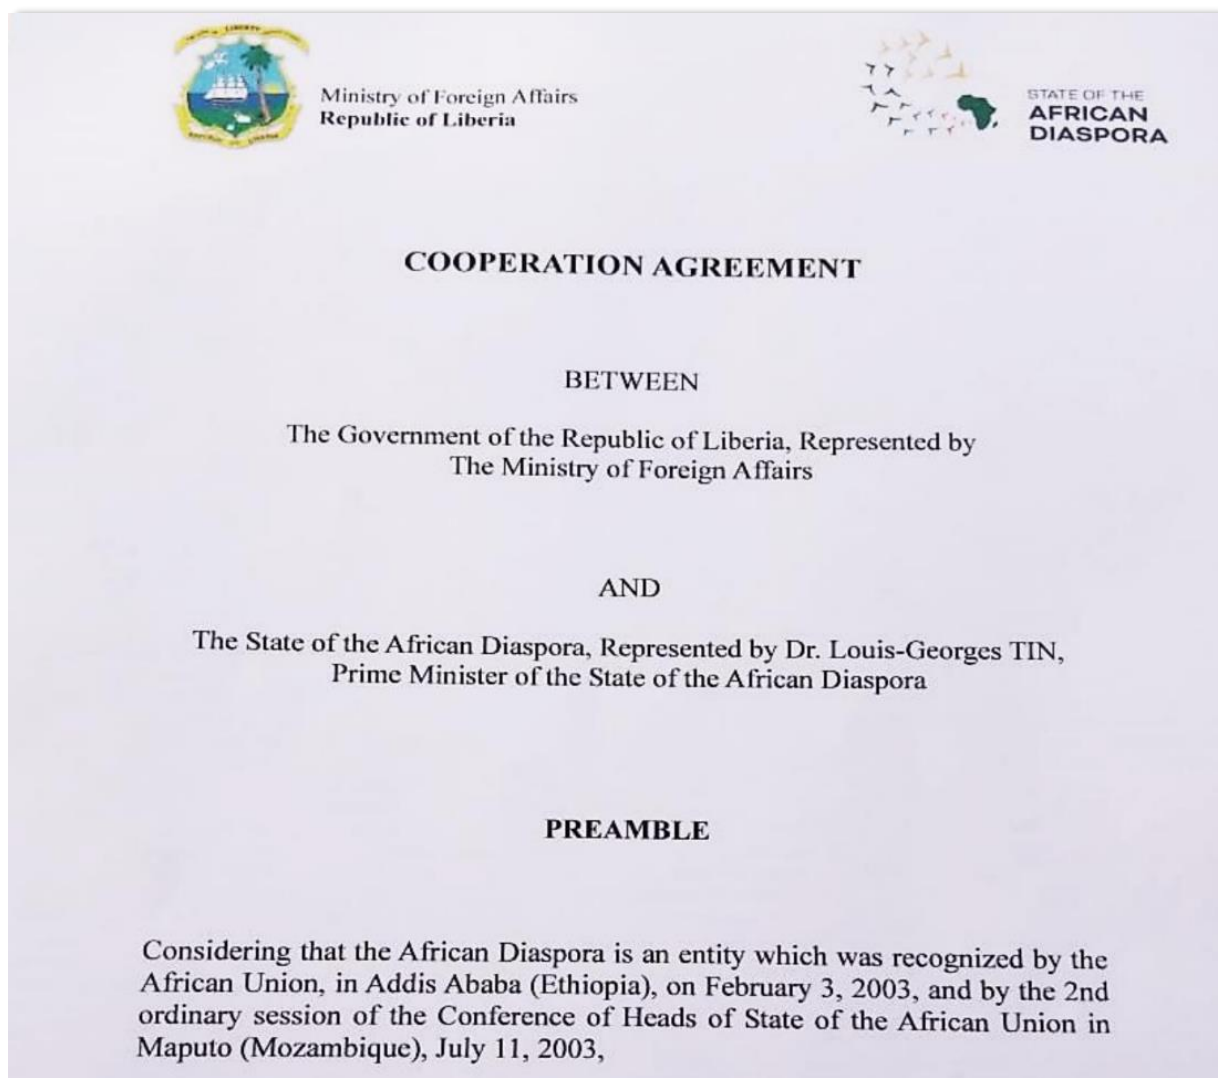 LIBERTY
Ministry of Foreign Affairs
Republic of Liberia
STATE OF THE
AFRICAN
DIASPORA
COOPERATION AGREEMENT
BETWEEN
The Government of the Republic of Liberia, Represented by
The Ministry of Foreign Affairs
AND
The State of the African Diaspora, Represented by Dr. Louis-Georges TIN,
Prime Minister of the State of the African Diaspora
PREAMBLE
Considering that the African Diaspora is an entity which was recognized by the
African Union, in Addis Ababa (Ethiopia), on February 3, 2003, and by the 2nd
ordinary session of the Conference of Heads of State of the African Union in
Maputo (Mozambique), July 11, 2003,